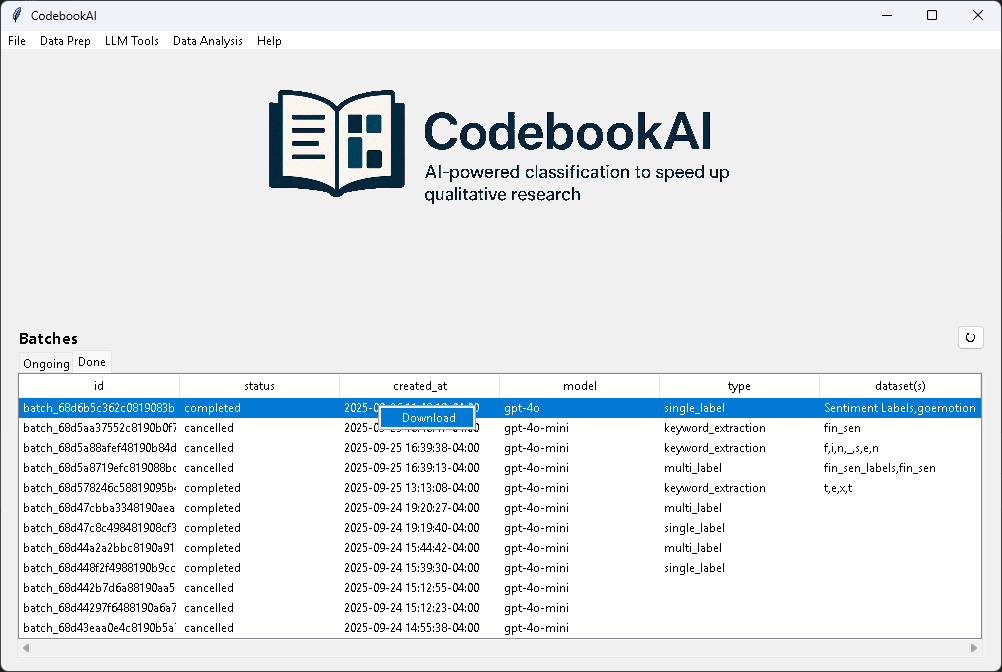 CodebookAI
File Data Prep LLM Tools Data Analysis Help
CodebookAI
AI-powered classification to speed up
qualitative research
Batches
Ongoing Done
id status created_at model type dataset(s)
batch_68d6b5c362c0819083b completed gpt-4o single_label Sentiment Labels,goemotion
Download
batch_68d5aa37552c8190b0f7 cancelled gpt-4o-mini keyword_extraction fin_sen
batch_68d5a88afef48190b84d cancelled 2025-09-25 16:39:38-04:00 gpt-4o-mini keyword_extraction f,i,n,_,s,e,n
batch_68d5a8719efc819088bc cancelled 2025-09-25 16:39:13-04:00 gpt-4o-mini multi_label fin_sen_labels,fin_sen
batch_68d578246c58819095b4 completed 2025-09-25 13:13:08-04:00 gpt-4o-mini keyword_extraction t,e,x,t
batch_68d47cbba3348190aea completed 2025-09-24 19:20:27-04:00 gpt-4o-mini multi_label
batch_68d47c8c498481908cf3 completed 2025-09-24 19:19:40-04:00 gpt-4o-mini single_label
batch_68d44a2a2bbc8190a91 completed 2025-09-24 15:44:42-04:00 gpt-4o-mini multi_label
batch_68d448f2f4988190b9cc completed 2025-09-24 15:39:30-04:00 gpt-4o-mini single_label
batch_68d442b7d6a88190aa5 cancelled 2025-09-24 15:12:55-04:00 gpt-4o-mini
batch_68d44297f6488190a6a7 cancelled 2025-09-24 15:12:23-04:00 gpt-4o-mini
batch_68d43eaa0e4c8190b5a cancelled 2025-09-24 14:55:38-04:00 gpt-4o-mini